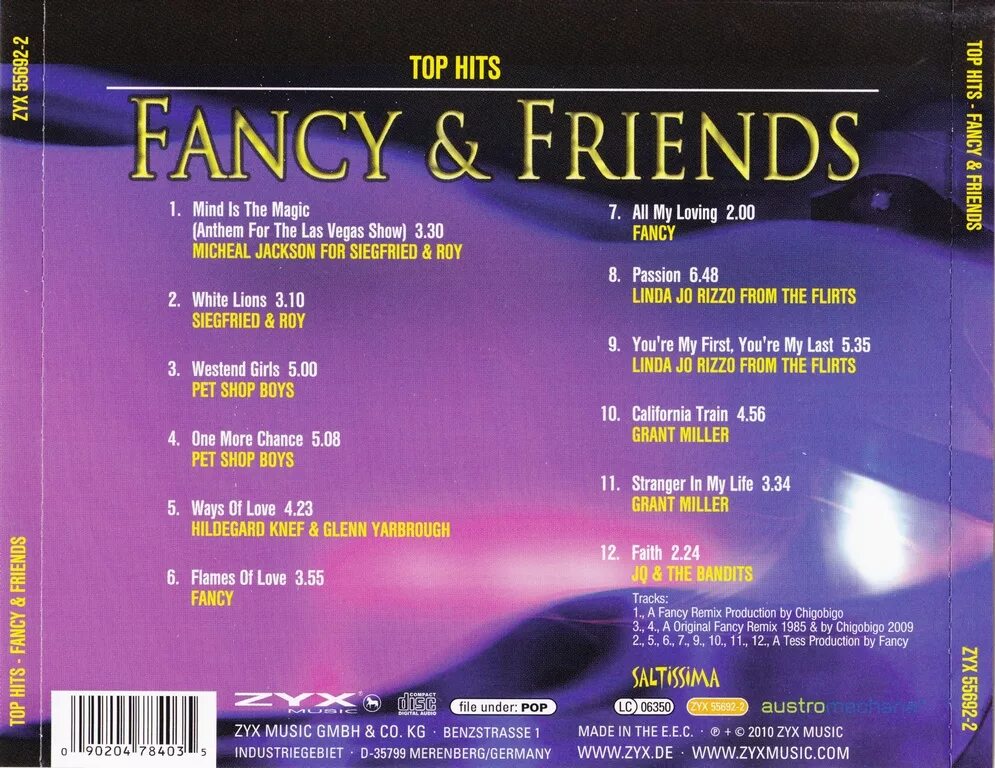 ZYX 55692-2
TOP HITS - FANCY & FRIENDS
TOP HITS
FANCY & FRIENDS
1. Mind Is The Magic
(Anthem For The Las Vegas Show) 3.30
MICHEAL JACKSON FOR SIEGFRIED & ROY
2. White Lions 3.10
SIEGFRIED & ROY
3. Westend Girls 5.00
PET SHOP BOYS
4. One More Chance 5.08
PET SHOP BOYS
5. Ways Of Love 4.23
HILDEGARD KNEF & GLENN YARBROUGH
6. Flames Of Love 3.55
FANCY
7. All My Loving 2.00
FANCY
8. Passion 6.48
LINDA JO RIZZO FROM THE FLIRTS
9. You're My First, You're My Last 5.35
LINDA JO RIZZO FROM THE FLIRTS
10. California Train 4.56
GRANT MILLER
11. Stranger In My Life 3.34
GRANT MILLER
12. Faith 2.24
JQ & THE BANDITS
Tracks:
1., A Fancy Remix Production by Chigobigo
3., 4., A Original Fancy Remix 1985 & by Chigobigo 2009
2., 5., 6., 7., 9., 10., 11., 12., A Tess Production by Fancy
SALTISSIMA
0 90204 78403 5
ZYX MUSIC
COMPACT disc DIGITAL AUDIO
file under: POP
LC 06350
ZYX 55692-2
austromechana
ZYX MUSIC GMBH & CO. KG · BENZSTRASSE 1
INDUSTRIEGEBIET · D-35799 MERENBERG/GERMANY
MADE IN THE E.E.C. · ℗ + © 2010 ZYX MUSIC
WWW.ZYX.DE · WWW.ZYXMUSIC.COM
TOP HITS - FANCY & FRIENDS
ZYX 55692-2